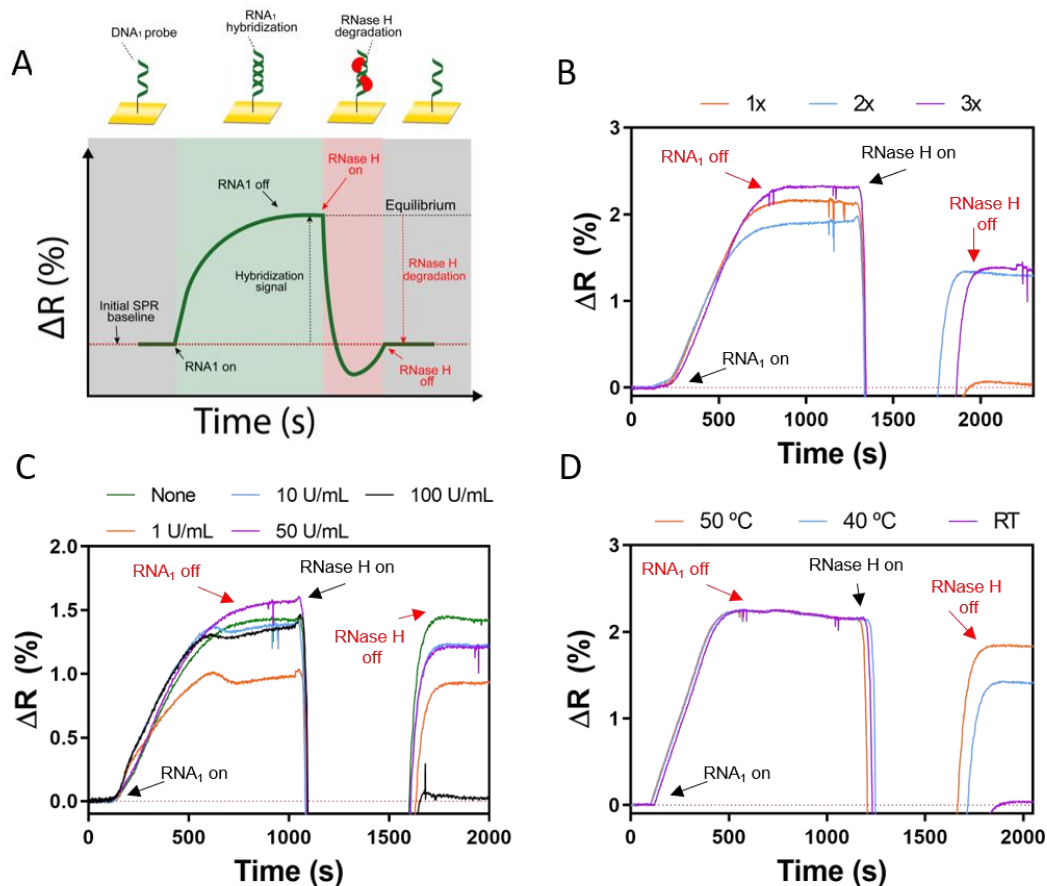 A
DNA₁ probe
RNA₁
hybridization
RNase H
degradation
ΔR (%)
RNA1 off
RNase H
on
Equilibrium
Hybridization
signal
RNase H
degradation
Initial SPR
baseline
RNA1 on
RNase H
off
Time (s)
B
1x 2x 3x
ΔR (%)
3
2
1
0
RNA₁ off
RNase H on
RNase H
off
RNA₁ on
0 500 1000 1500 2000
Time (s)
C
None 10 U/mL 100 U/mL
1 U/mL 50 U/mL
ΔR (%)
2.0
1.5
1.0
0.5
0.0
RNA₁ off
RNase H on
RNase H
off
RNA₁ on
0 500 1000 1500 2000
Time (s)
D
50 ºC 40 ºC RT
ΔR (%)
3
2
1
0
RNA₁ off
RNase H on
RNase H
off
RNA₁ on
0 500 1000 1500 2000
Time (s)